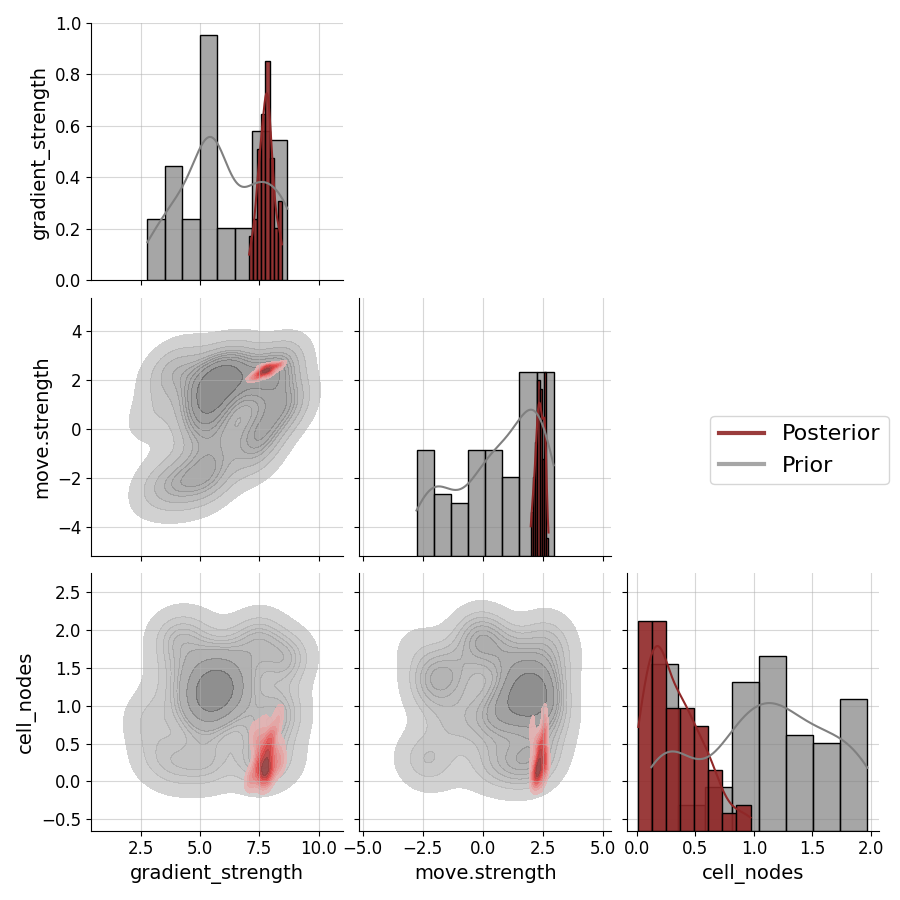 1.0
0.8
0.6
0.4
0.2
0.0
gradient_strength
4
2
0
−2
−4
move.strength
Posterior
Prior
2.5
2.0
1.5
1.0
0.5
0.0
−0.5
cell_nodes
2.5 5.0 7.5 10.0
gradient_strength
−5.0 −2.5 0.0 2.5 5.0
move.strength
0.0 0.5 1.0 1.5 2.0
cell_nodes